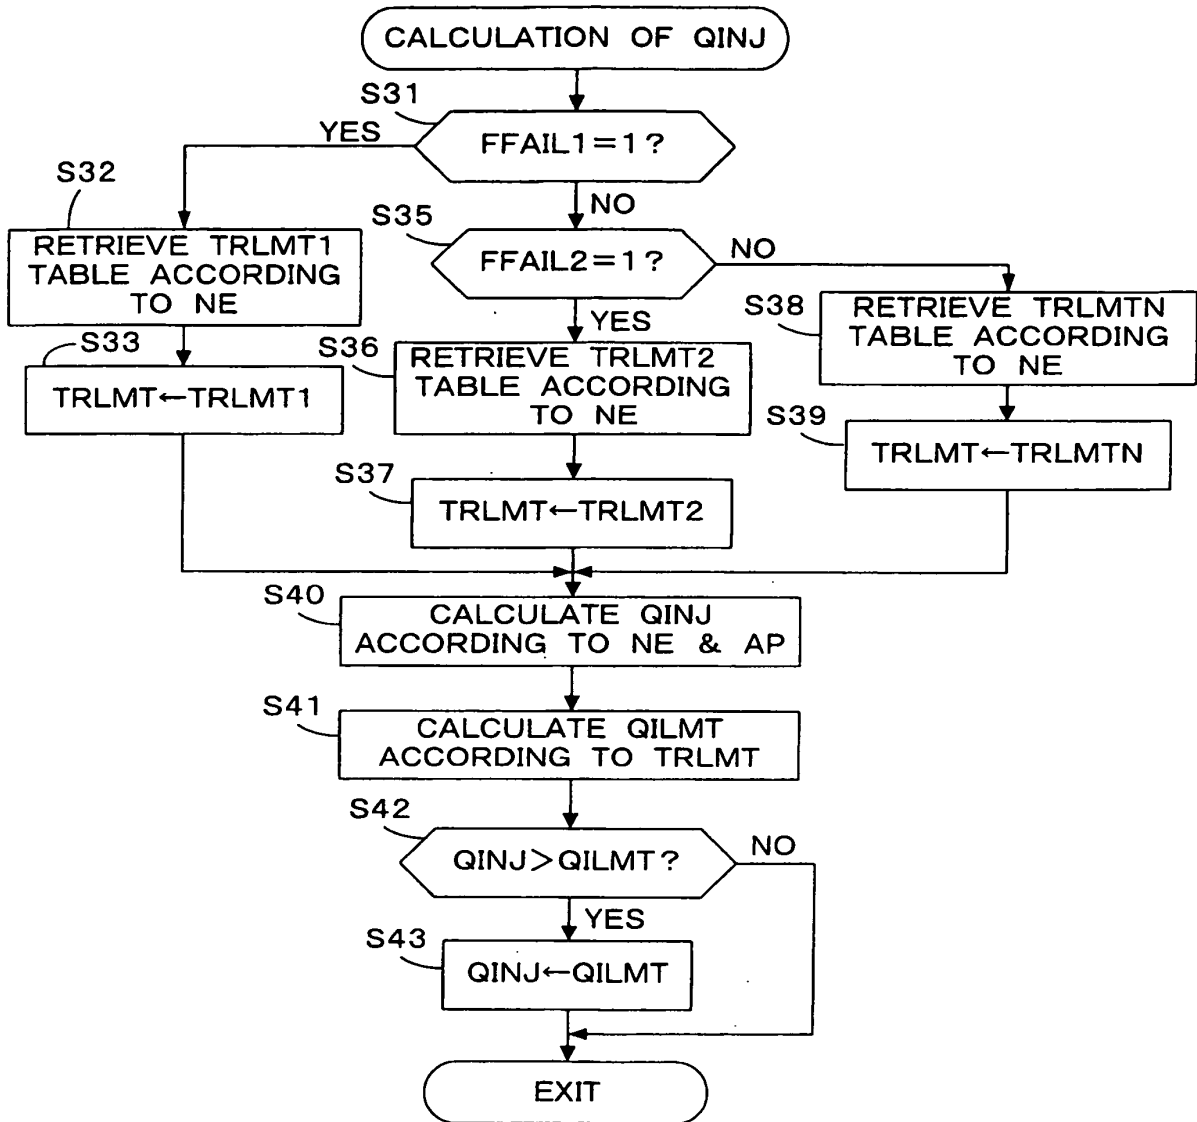 CALCULATION OF QINJ
S31
FFAIL1=1?
YES
NO
S32
RETRIEVE TRLMT1
TABLE ACCORDING
TO NE
S33
TRLMT←TRLMT1
S35
FFAIL2=1?
NO
YES
S36
RETRIEVE TRLMT2
TABLE ACCORDING
TO NE
S37
TRLMT←TRLMT2
S38
RETRIEVE TRLMTN
TABLE ACCORDING
TO NE
S39
TRLMT←TRLMTN
S40
CALCULATE QINJ
ACCORDING TO NE & AP
S41
CALCULATE QILMT
ACCORDING TO TRLMT
S42
QINJ>QILMT?
NO
YES
S43
QINJ←QILMT
EXIT